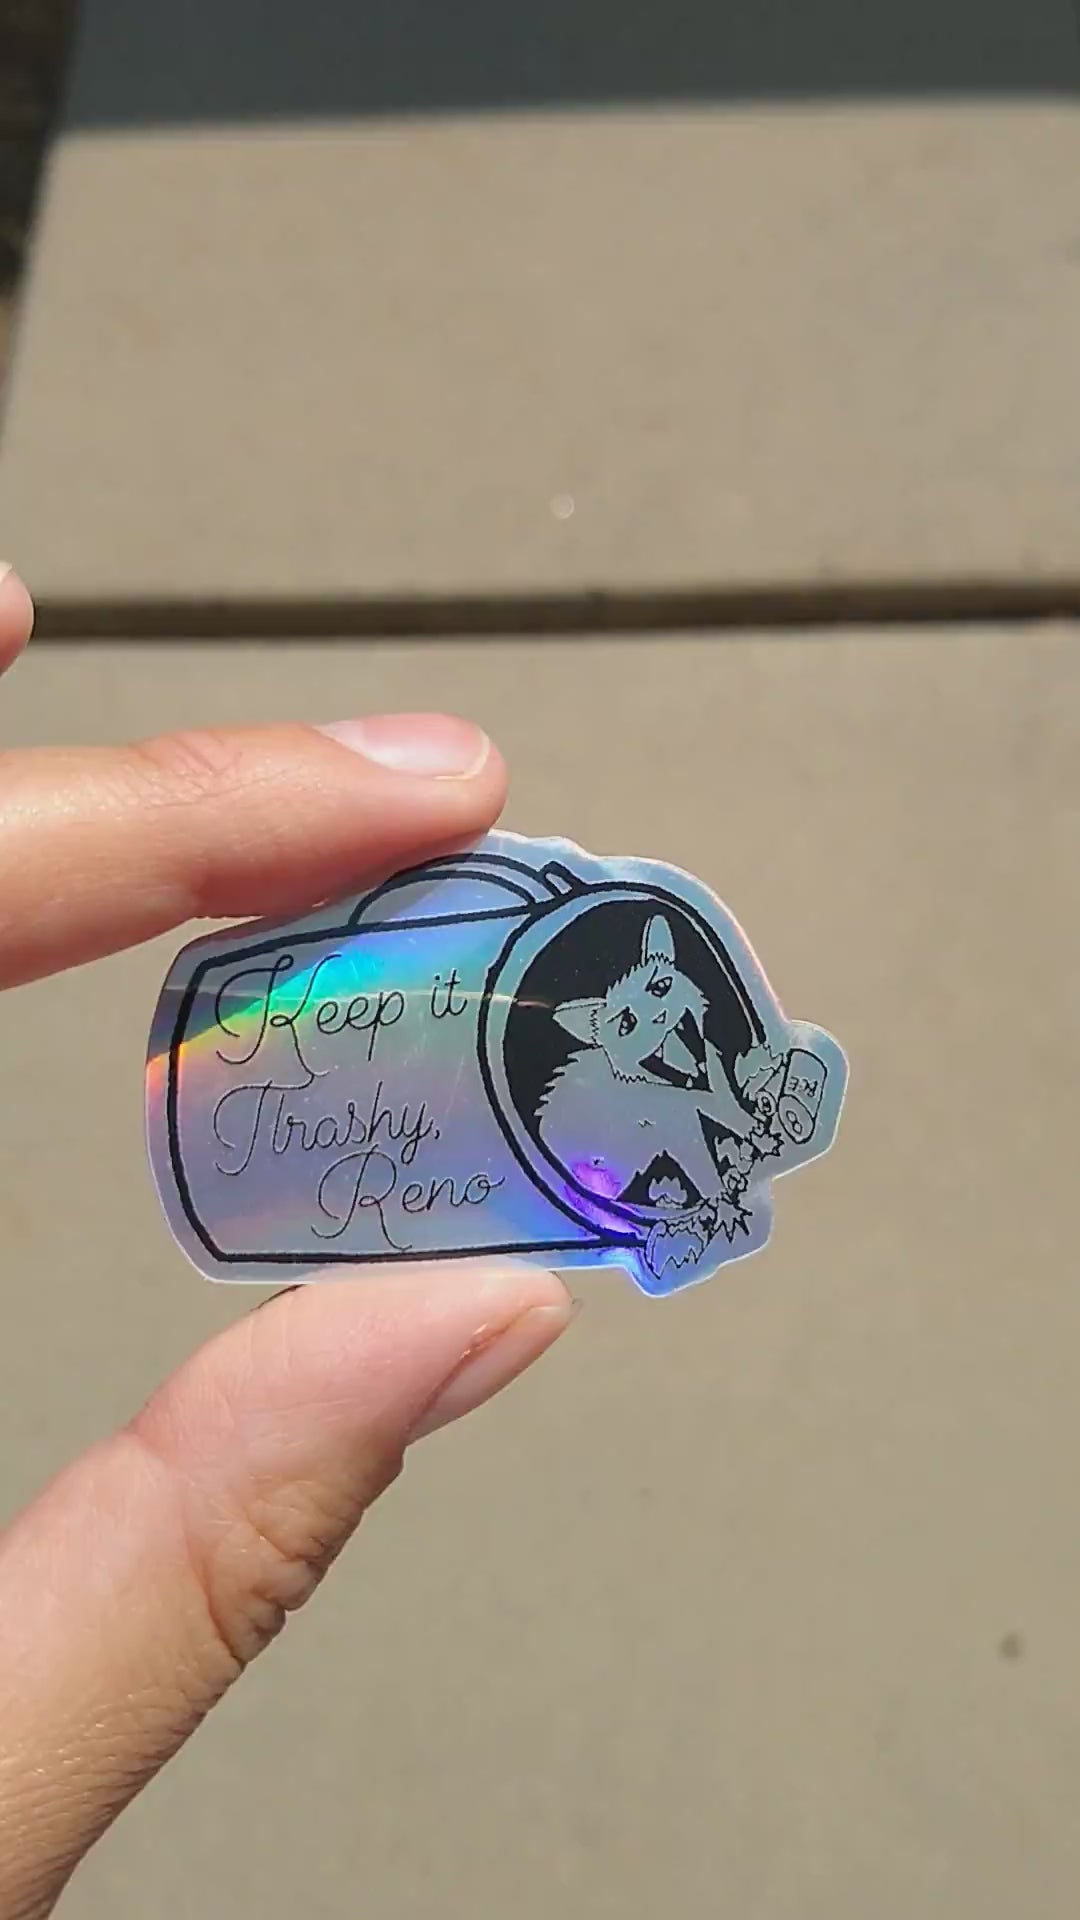 Keep it
Trashy,
Reno